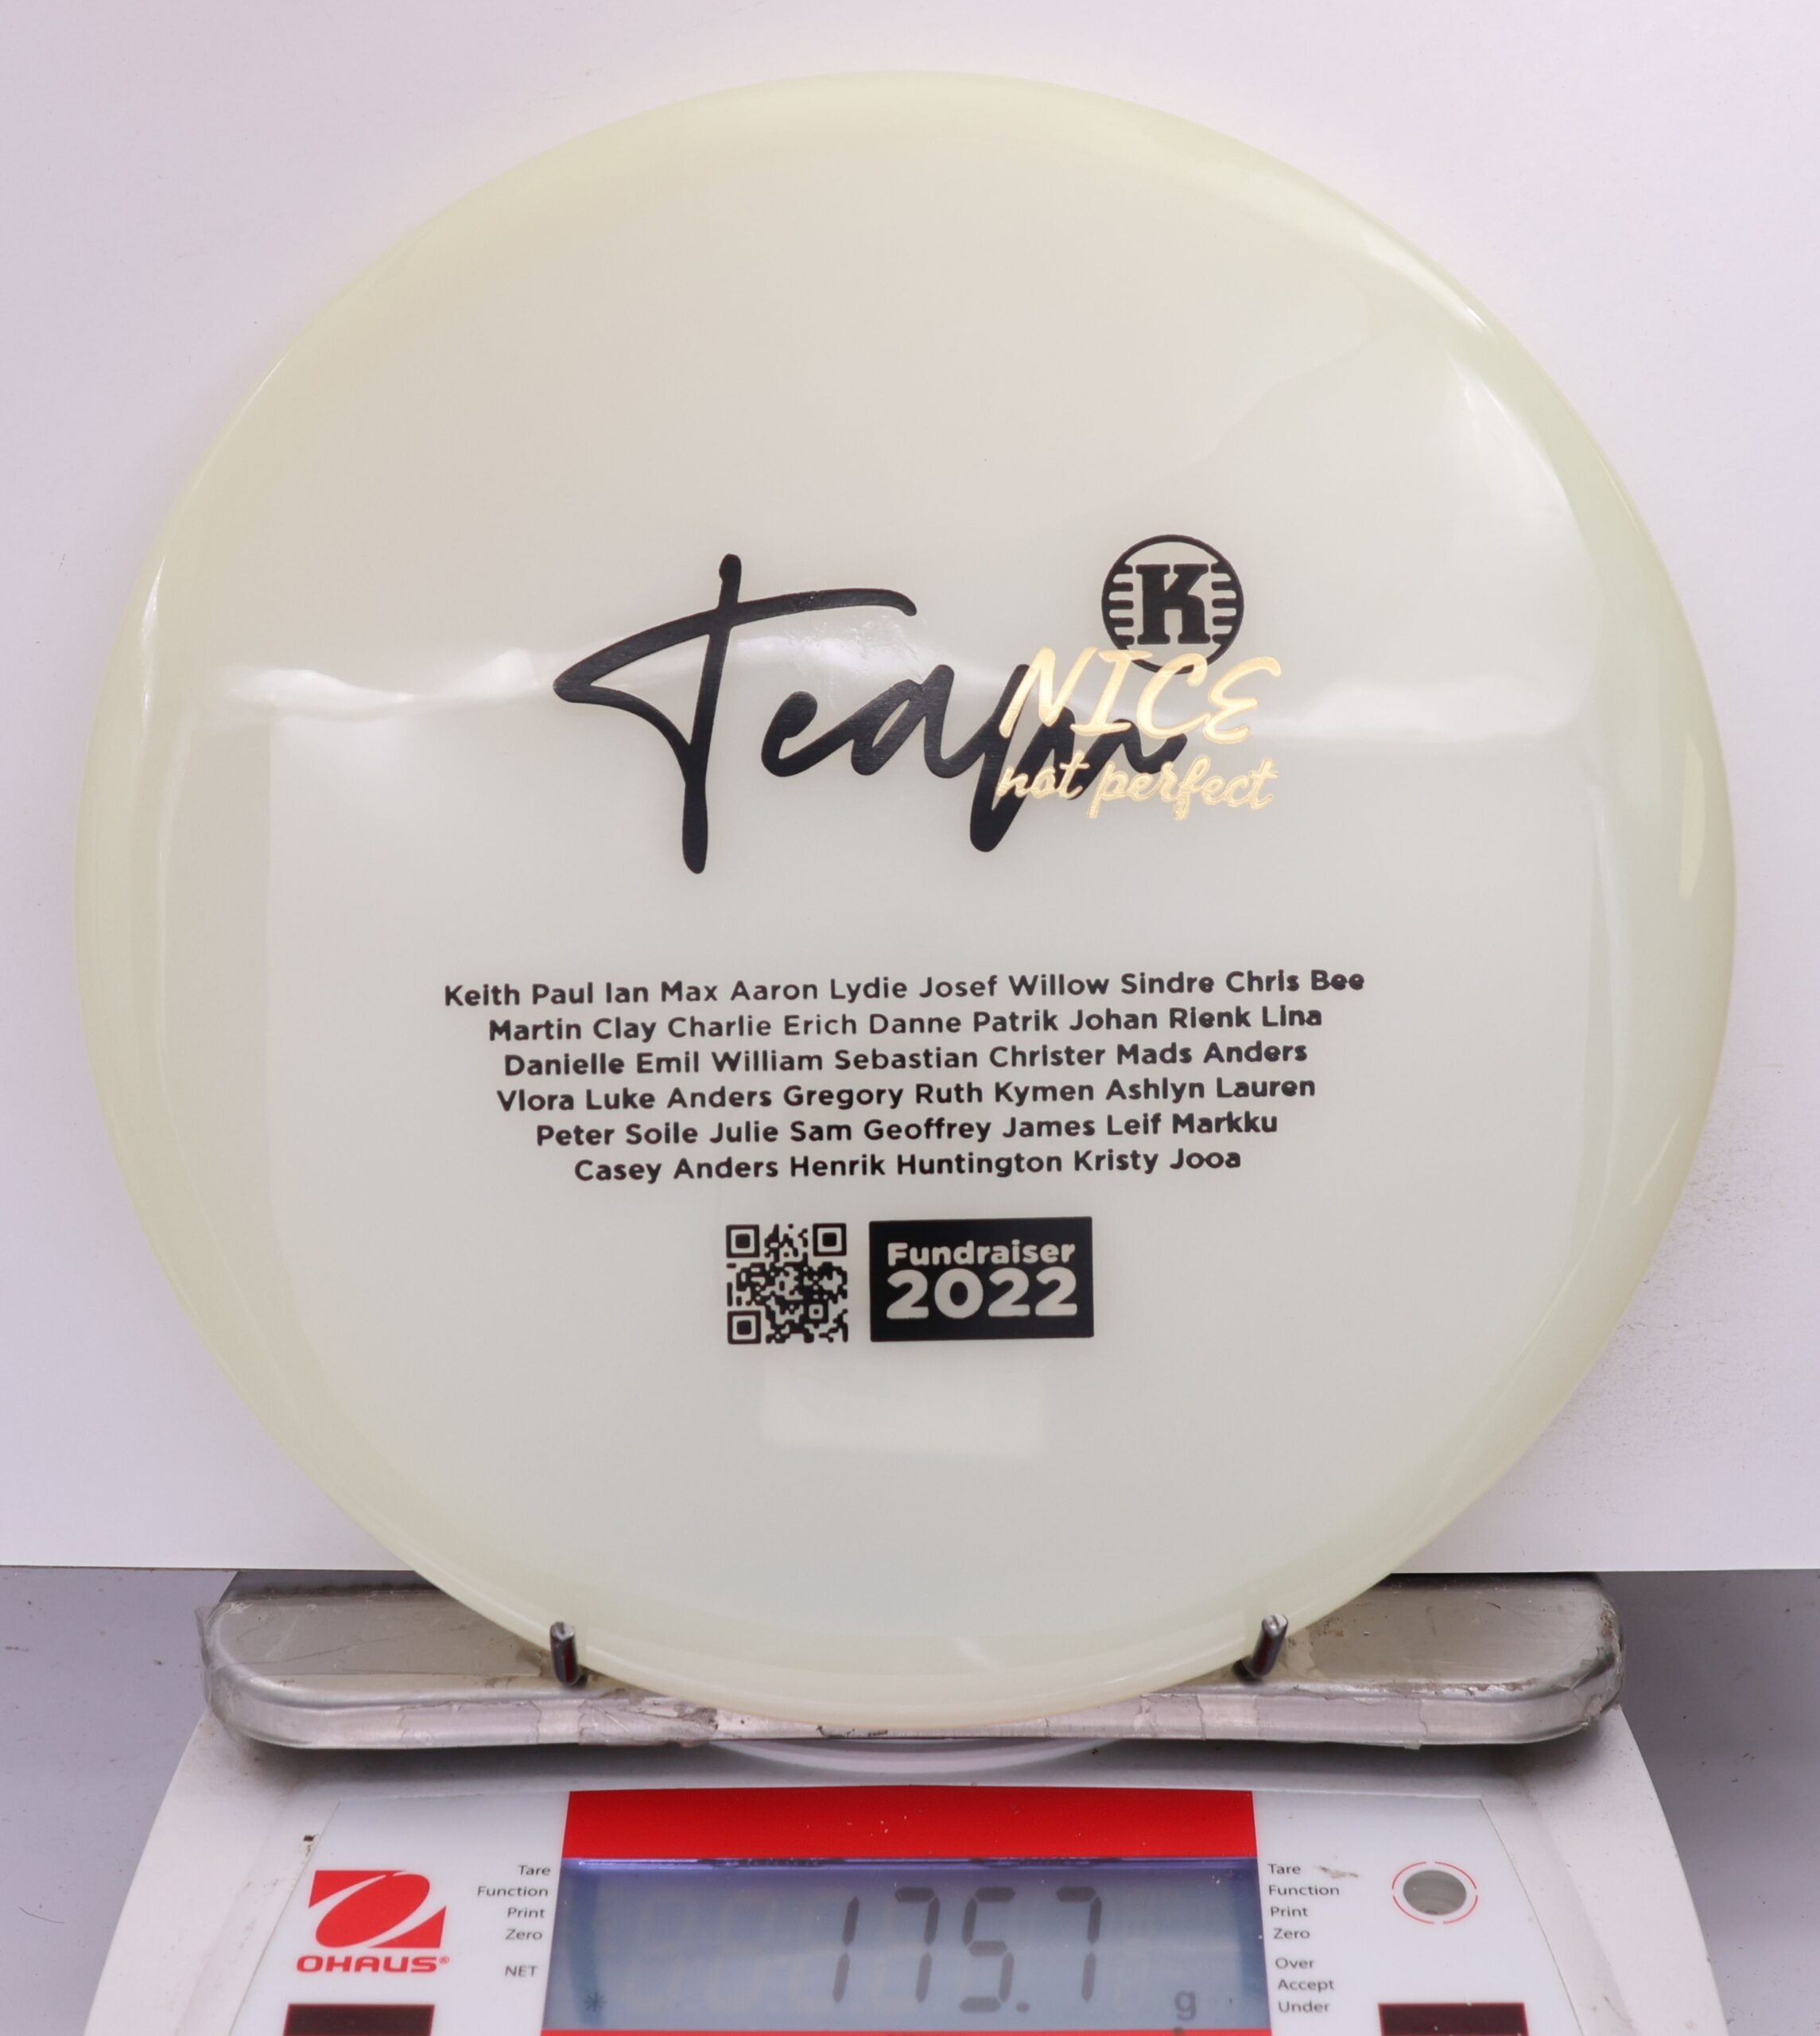 K
Team
NICE
not perfect
Keith Paul Ian Max Aaron Lydie Josef Willow Sindre Chris Bee
Martin Clay Charlie Erich Danne Patrik Johan Rienk Lina
Danielle Emil William Sebastian Christer Mads Anders
Vlora Luke Anders Gregory Ruth Kymen Ashlyn Lauren
Peter Soile Julie Sam Geoffrey James Leif Markku
Casey Anders Henrik Huntington Kristy Jooa
Fundraiser
2022
Tare
Function
Print
Zero
NET
OHAUS®
* 175.7 g
Tare
Function
Print
Zero
Over
Accept
Under